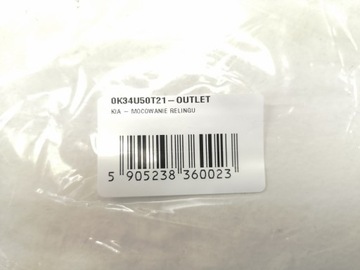 0K34U50T21-OUTLET
KIA - MOCOWANIE RELINGU
5 905238 360023